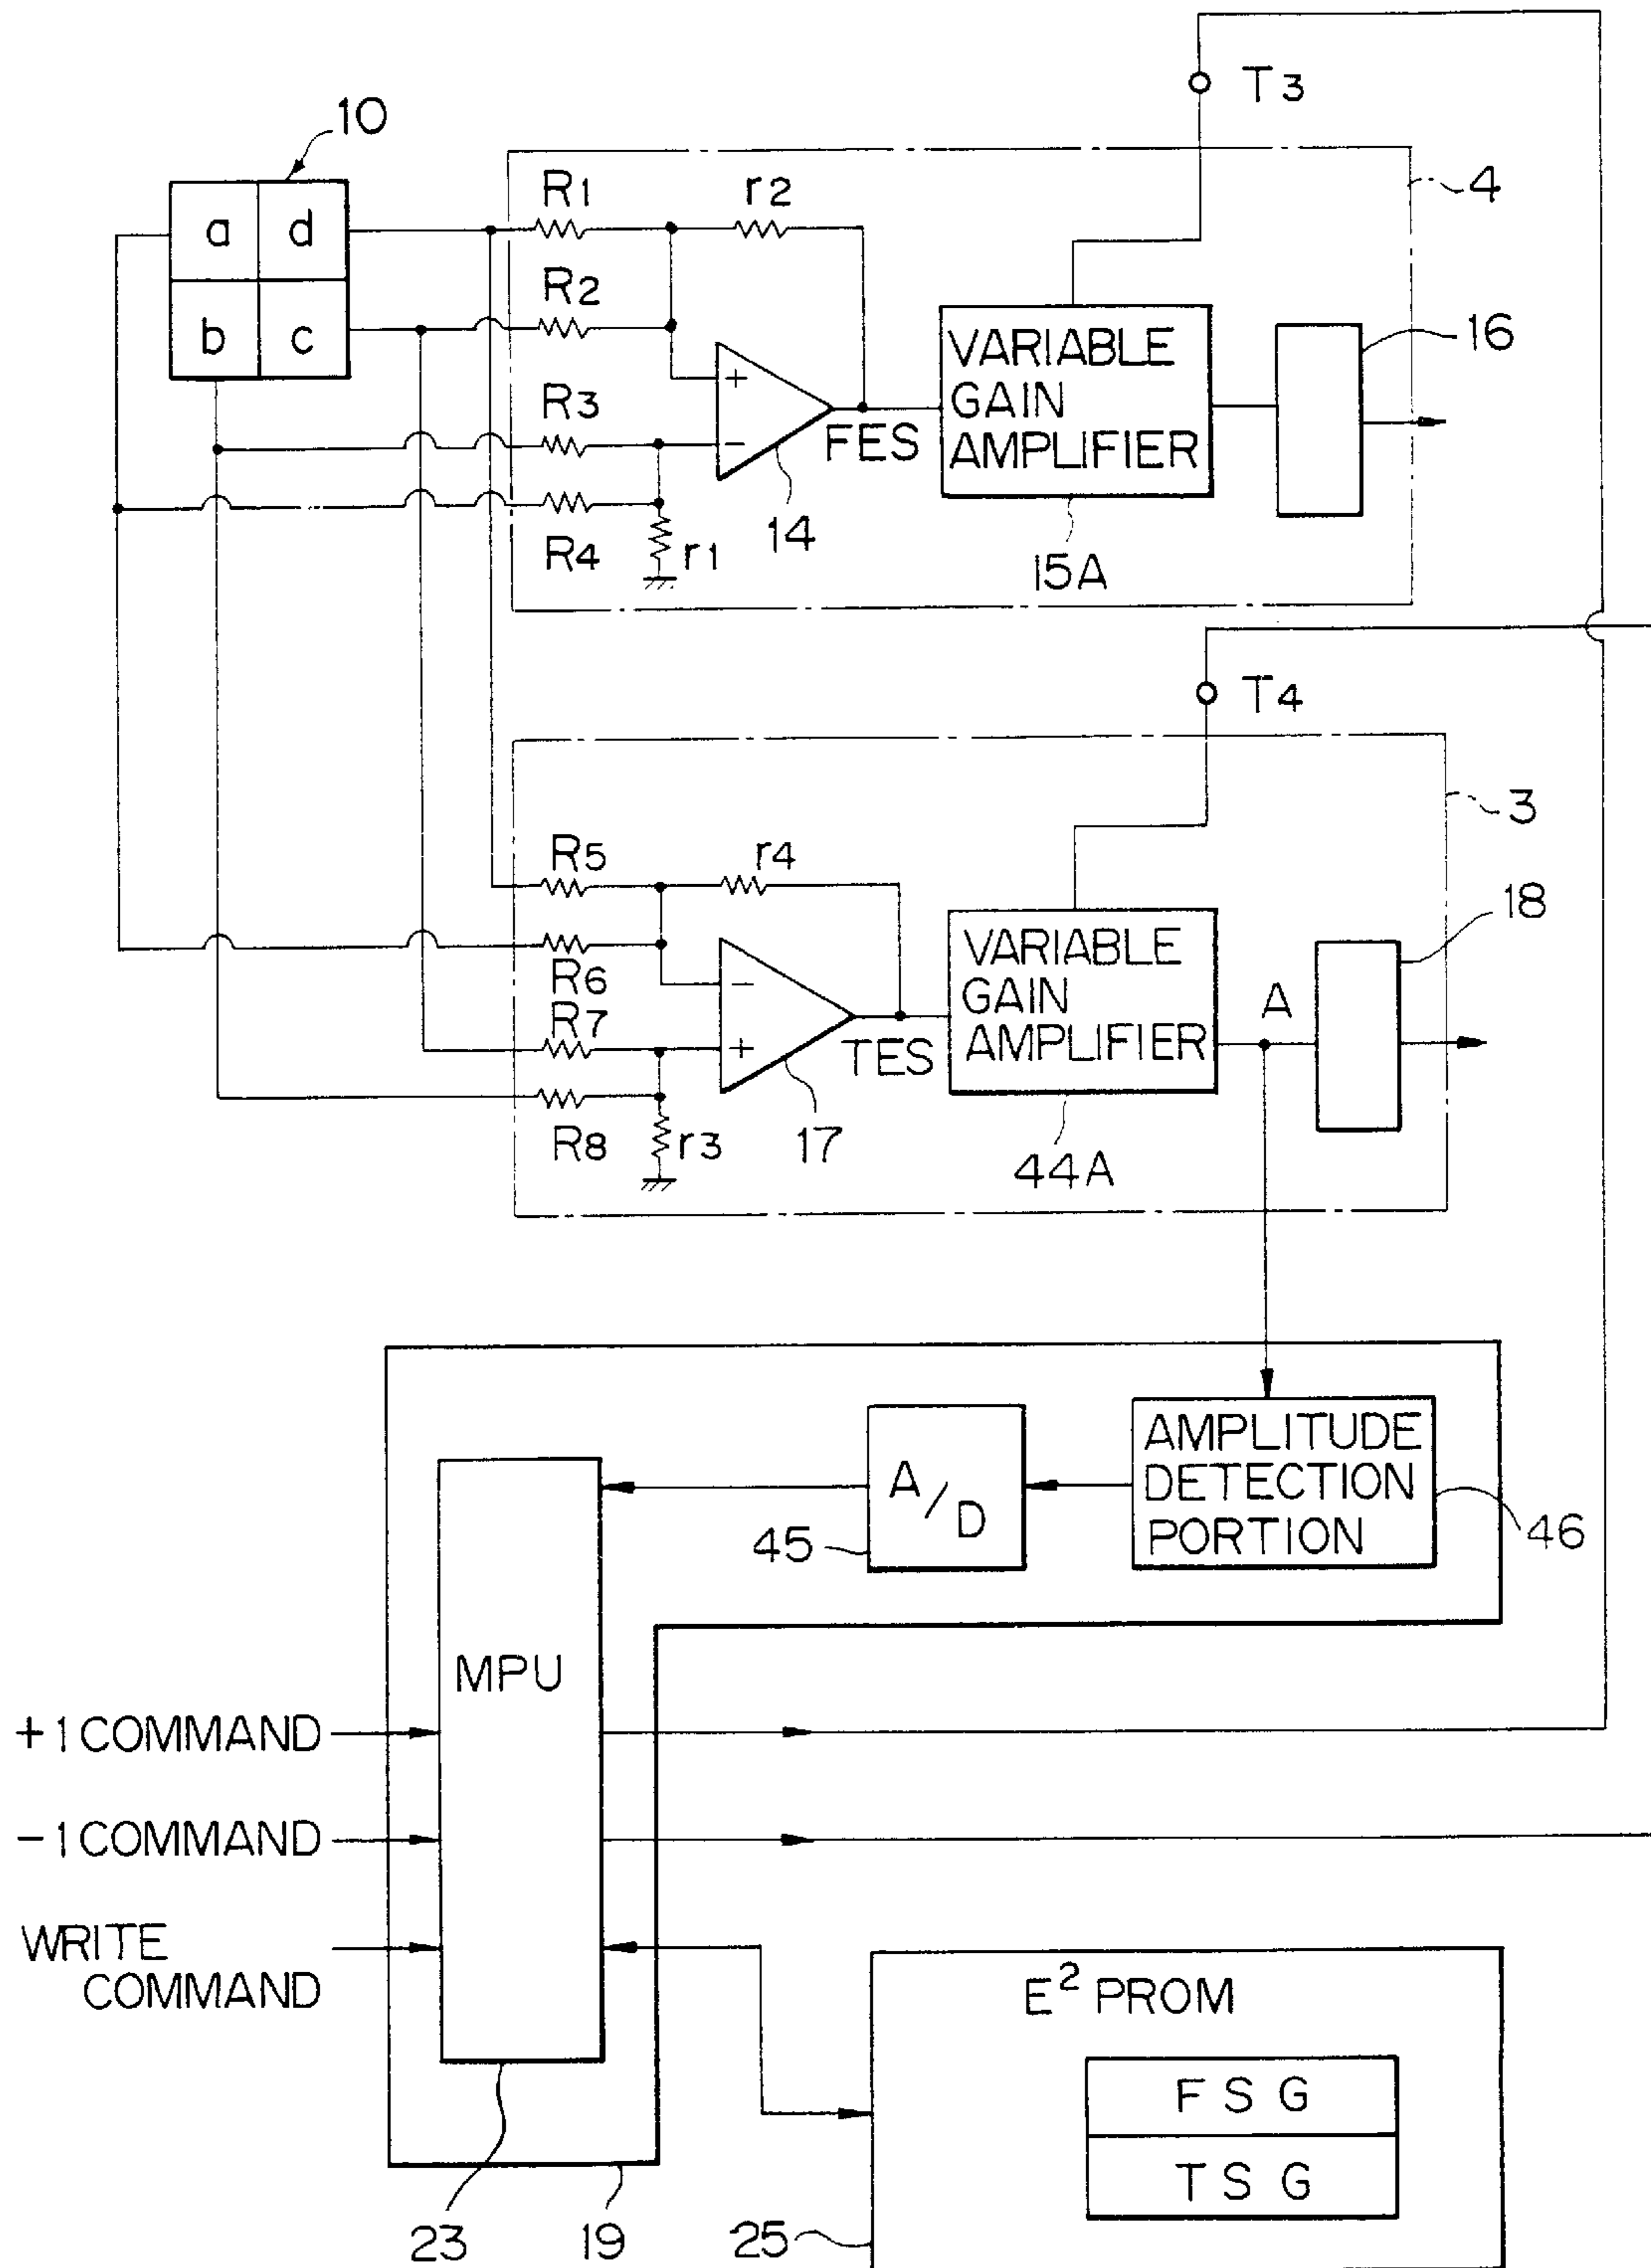 T3
10
4
R1
r2
a
d
R2
16
b
c
VARIABLE
GAIN
AMPLIFIER
+
R3
−
FES
14
R4
r1
15A
T4
3
R5
r4
18
VARIABLE
GAIN
AMPLIFIER
R6
−
A
R7
+
TES
R8
r3
17
44A
AMPLITUDE
DETECTION
PORTION
A/D
45
46
MPU
+1 COMMAND
−1 COMMAND
WRITE
COMMAND
E² PROM
F S G
T S G
23
19
25